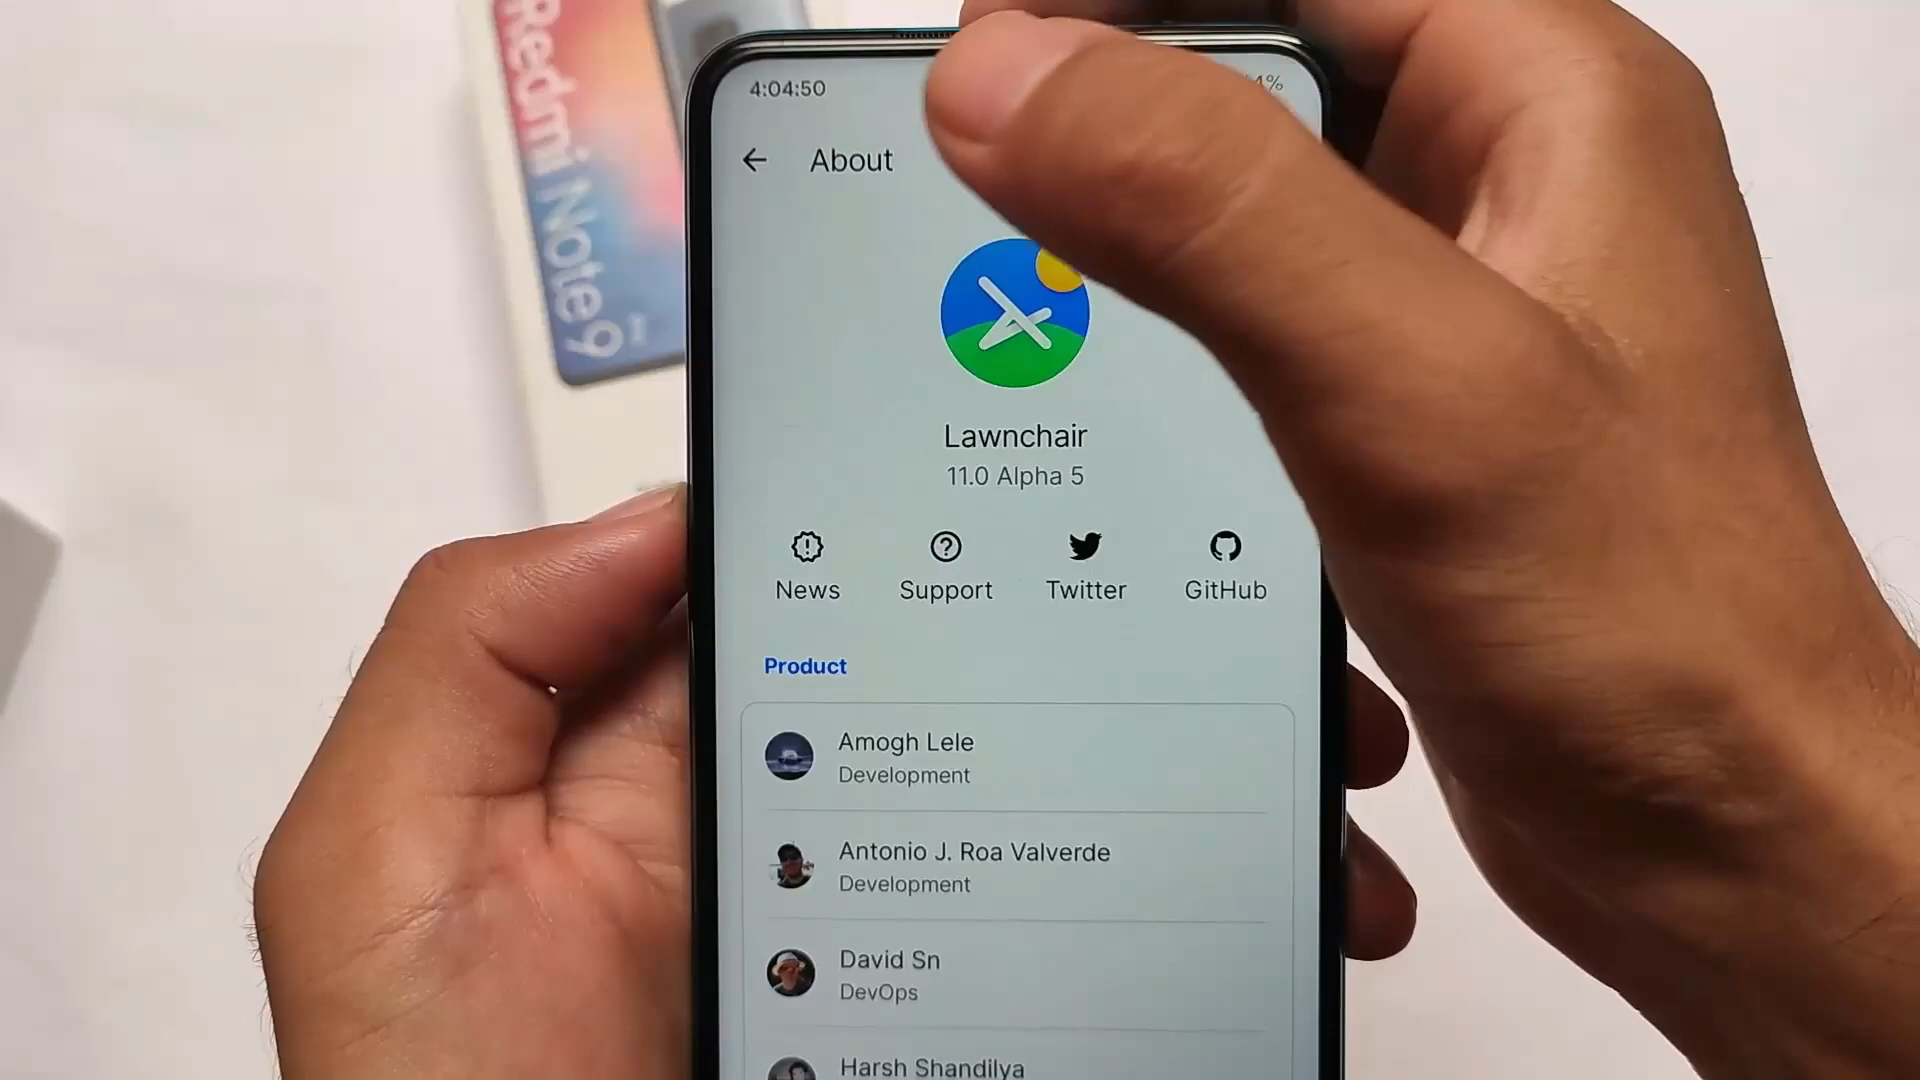 Redmi Note 9
4:04:50
4%
About
Lawnchair
11.0 Alpha 5
News
Support
Twitter
GitHub
Product
Amogh Lele
Development
Antonio J. Roa Valverde
Development
David Sn
DevOps
Harsh Shandilya